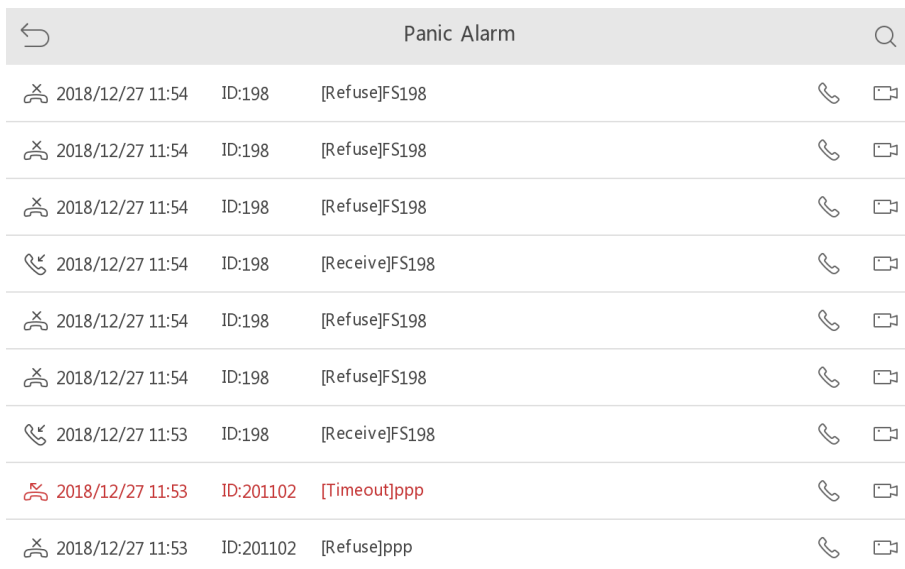 Panic Alarm
2018/12/27 11:54 ID:198 [Refuse]FS198
2018/12/27 11:54 ID:198 [Refuse]FS198
2018/12/27 11:54 ID:198 [Refuse]FS198
2018/12/27 11:54 ID:198 [Receive]FS198
2018/12/27 11:54 ID:198 [Refuse]FS198
2018/12/27 11:54 ID:198 [Refuse]FS198
2018/12/27 11:53 ID:198 [Receive]FS198
2018/12/27 11:53 ID:201102 [Timeout]ppp
2018/12/27 11:53 ID:201102 [Refuse]ppp